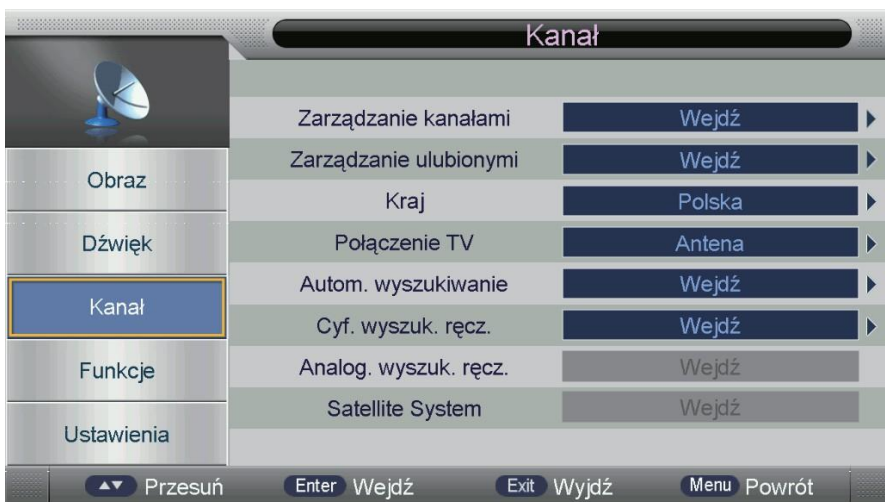 Kanał
Zarządzanie kanałami Wejdź
Zarządzanie ulubionymi Wejdź
Obraz
Kraj Polska
Dźwięk
Połączenie TV Antena
Autom. wyszukiwanie Wejdź
Kanał
Cyf. wyszuk. ręcz. Wejdź
Funkcje
Analog. wyszuk. ręcz. Wejdź
Satellite System Wejdź
Ustawienia
Przesuń Enter Wejdź Exit Wyjdź Menu Powrót